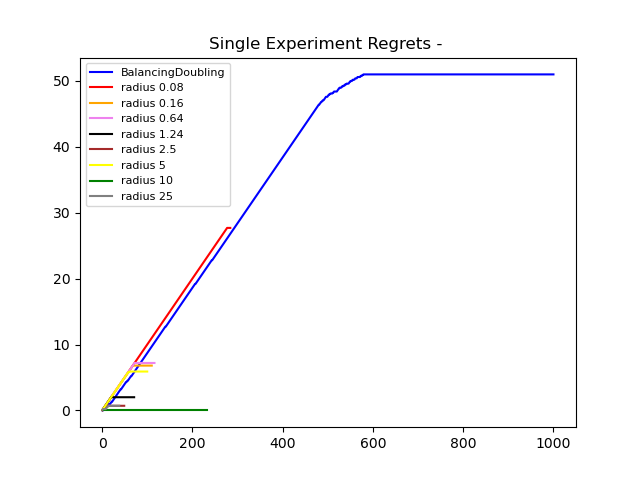 Single Experiment Regrets -
BalancingDoubling
radius 0.08
radius 0.16
radius 0.64
radius 1.24
radius 2.5
radius 5
radius 10
radius 25
50
40
30
20
10
0
0 200 400 600 800 1000